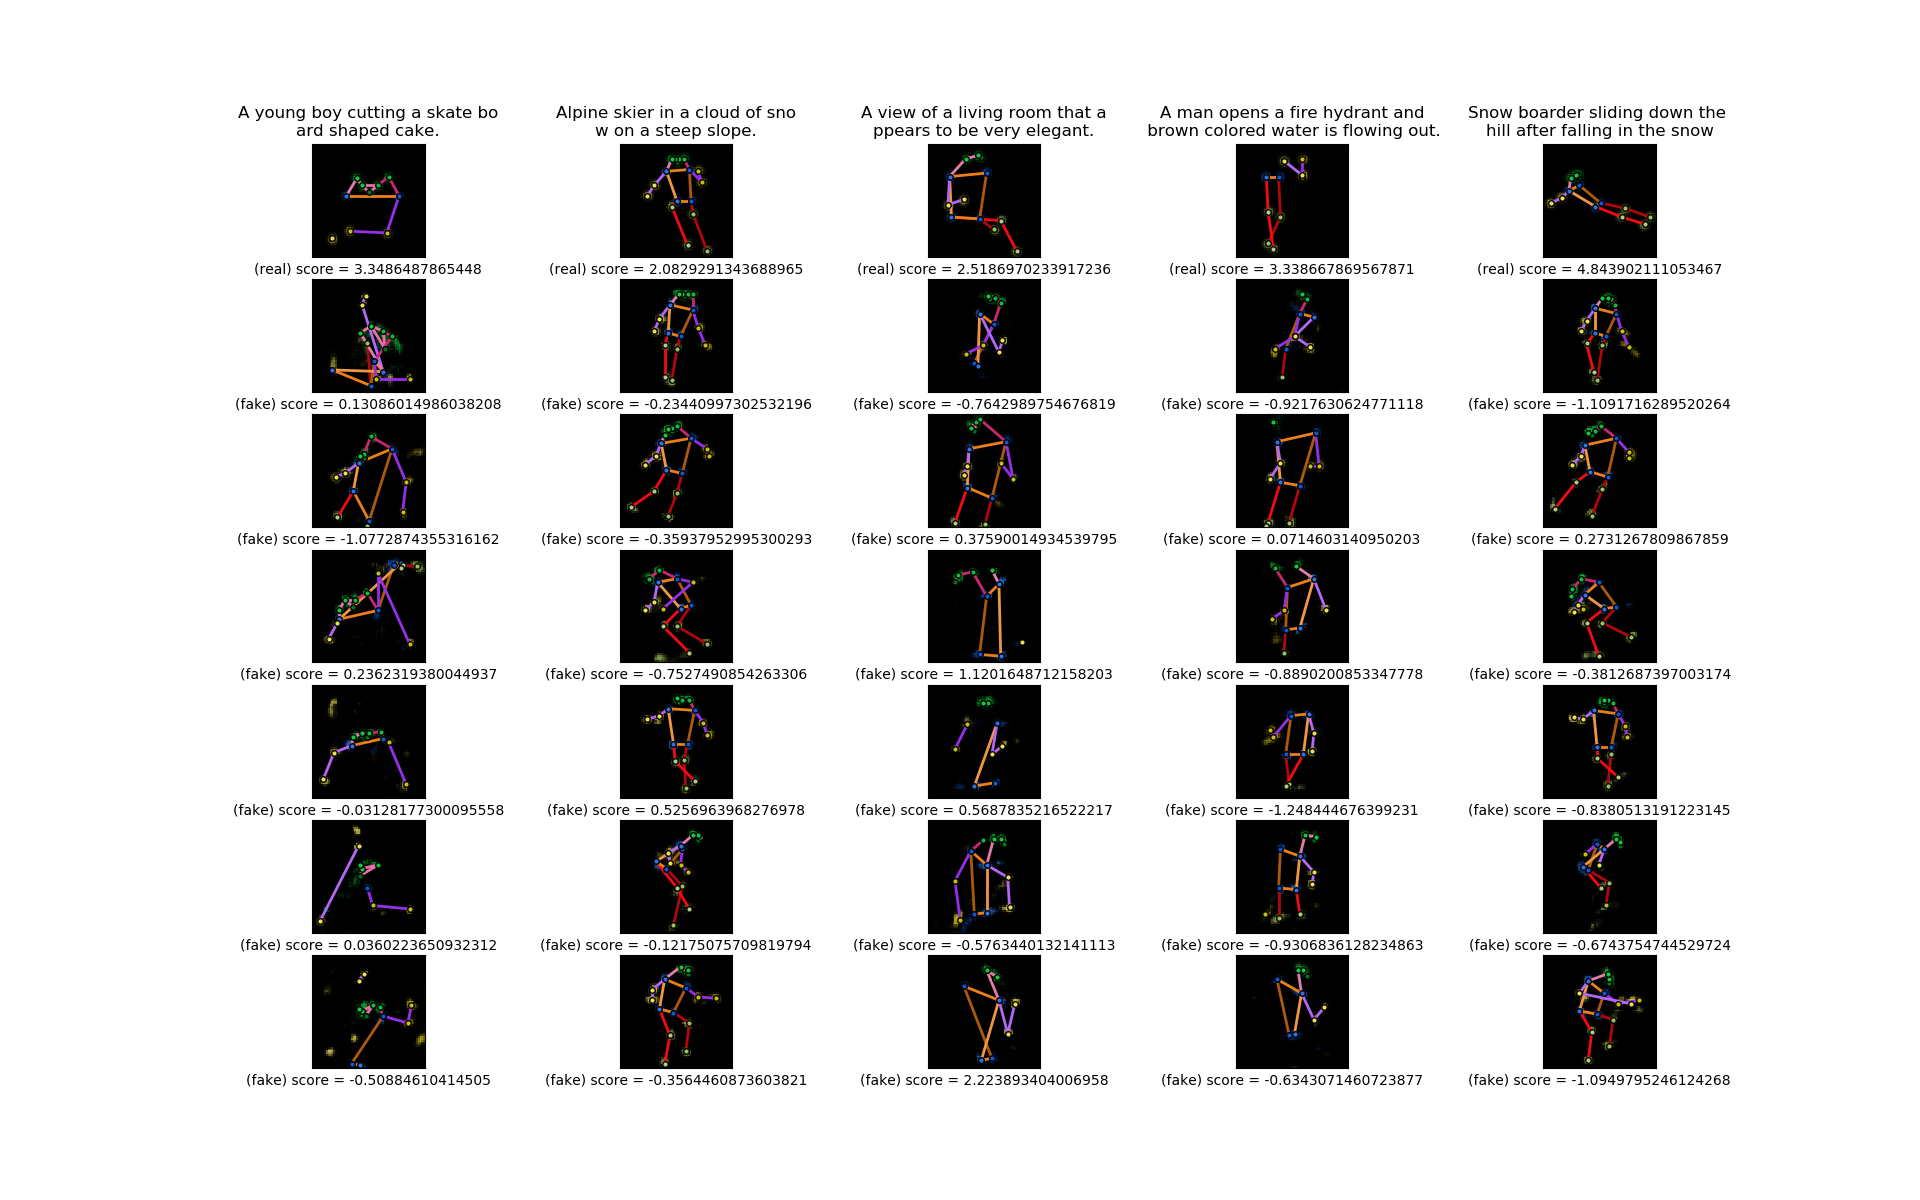 A young boy cutting a skate bo
ard shaped cake.
Alpine skier in a cloud of sno
w on a steep slope.
A view of a living room that a
ppears to be very elegant.
A man opens a fire hydrant and
brown colored water is flowing out.
Snow boarder sliding down the
hill after falling in the snow
(real) score = 3.3486487865448
(real) score = 2.0829291343688965
(real) score = 2.5186970233917236
(real) score = 3.338667869567871
(real) score = 4.843902111053467
(fake) score = 0.13086014986038208
(fake) score = -0.23440997302532196
(fake) score = -0.7642989754676819
(fake) score = -0.9217630624771118
(fake) score = -1.1091716289520264
(fake) score = -1.0772874355316162
(fake) score = -0.35937952995300293
(fake) score = 0.37590014934539795
(fake) score = 0.0714603140950203
(fake) score = 0.2731267809867859
(fake) score = 0.2362319380044937
(fake) score = -0.7527490854263306
(fake) score = 1.1201648712158203
(fake) score = -0.8890200853347778
(fake) score = -0.3812687397003174
(fake) score = -0.03128177300095558
(fake) score = 0.5256963968276978
(fake) score = 0.5687835216522217
(fake) score = -1.248444676399231
(fake) score = -0.8380513191223145
(fake) score = 0.0360223650932312
(fake) score = -0.12175075709819794
(fake) score = -0.5763440132141113
(fake) score = -0.9306836128234863
(fake) score = -0.6743754744529724
(fake) score = -0.50884610414505
(fake) score = -0.3564460873603821
(fake) score = 2.223893404006958
(fake) score = -0.6343071460723877
(fake) score = -1.0949795246124268